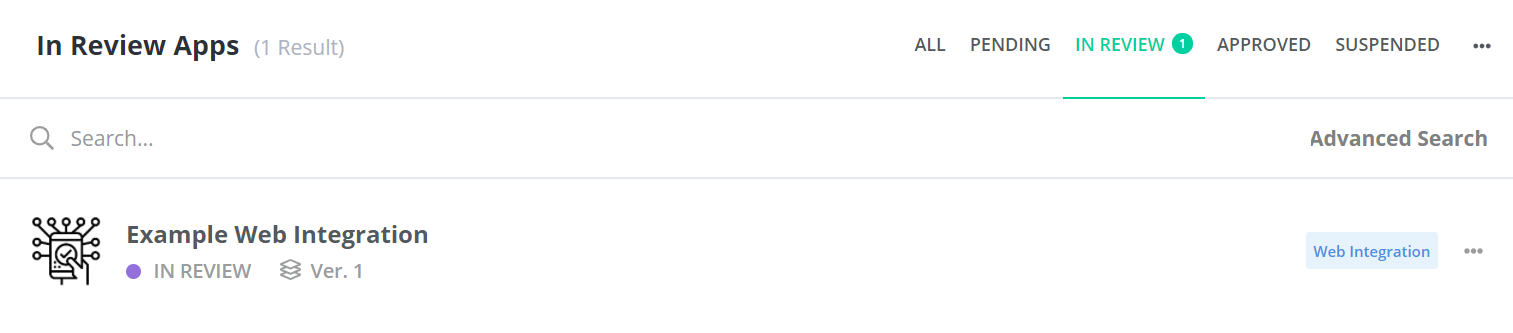 In Review Apps (1 Result) ALL PENDING IN REVIEW 1 APPROVED SUSPENDED •••
Search... Advanced Search
Example Web Integration
IN REVIEW Ver. 1 Web Integration •••